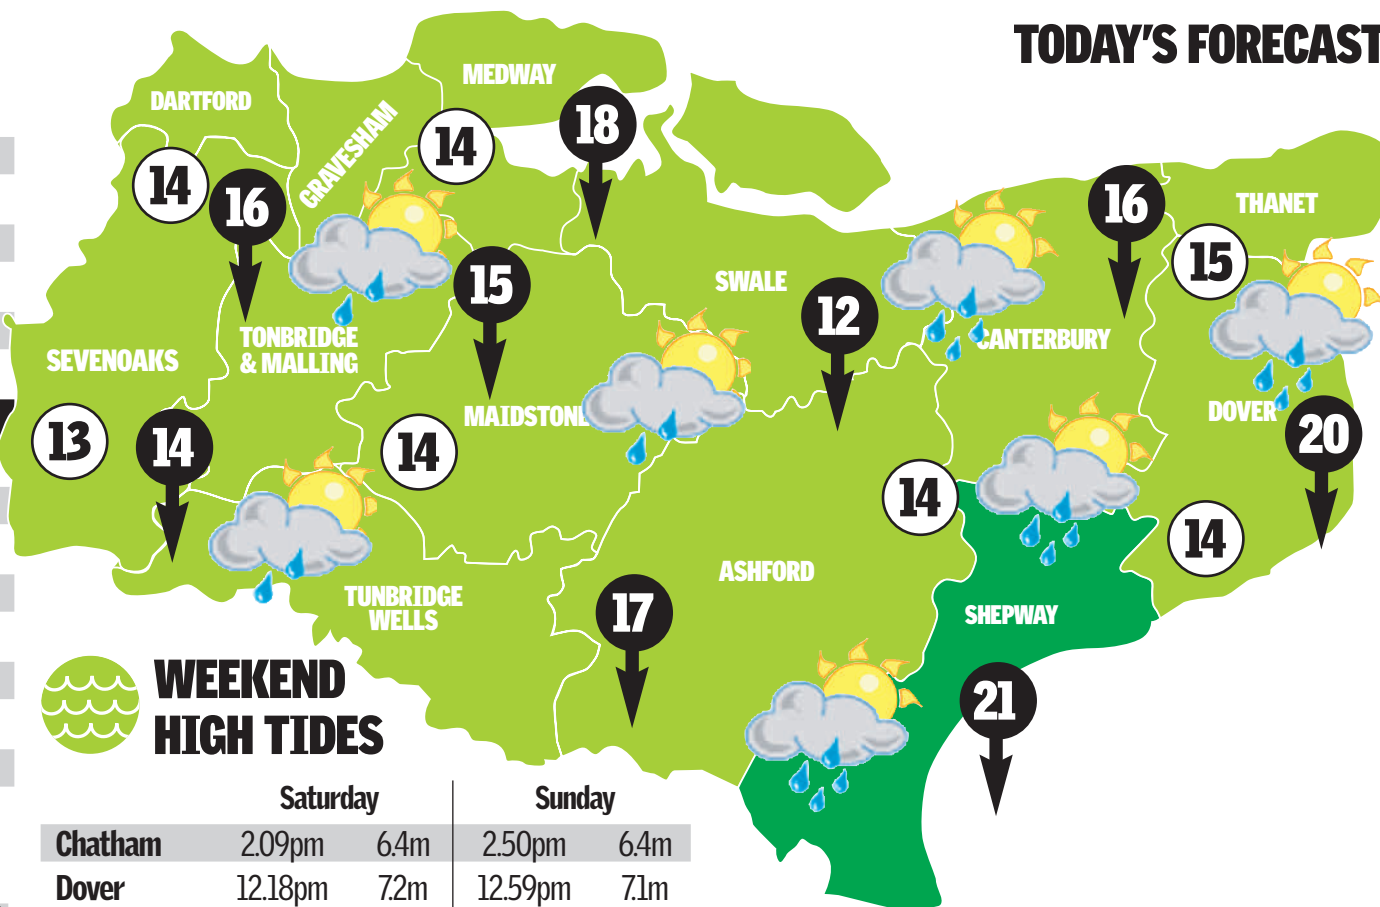 TODAY'S FORECAST
MEDWAY
DARTFORD
GRAVESHAM
18
14
14
16
16
THANET
15
15
SWALE
12
TONBRIDGE
& MALLING
CANTERBURY
SEVENOAKS
MAIDSTONE
DOVER
20
13
14
14
14
14
ASHFORD
TUNBRIDGE
WELLS
17
SHEPWAY
21
WEEKEND
HIGH TIDES
Saturday Sunday
Chatham 2.09pm 6.4m 2.50pm 6.4m
Dover 12.18pm 7.2m 12.59pm 7.1m